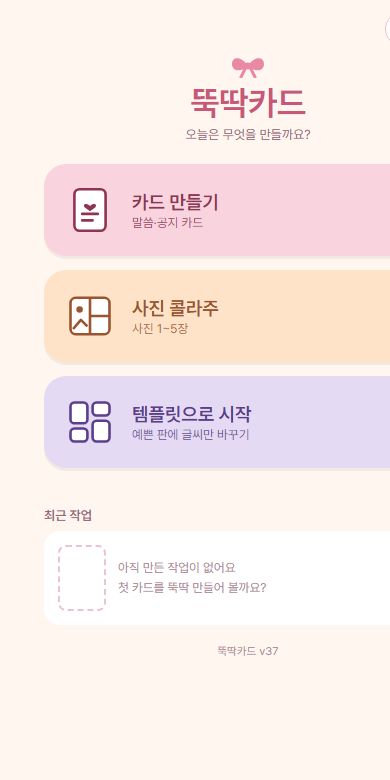 뚝딱카드
오늘은 무엇을 만들까요?
카드 만들기
말씀·공지 카드
사진 콜라주
사진 1~5장
템플릿으로 시작
예쁜 판에 글씨만 바꾸기
최근 작업
아직 만든 작업이 없어요
첫 카드를 뚝딱 만들어 볼까요?
뚝딱카드 v37